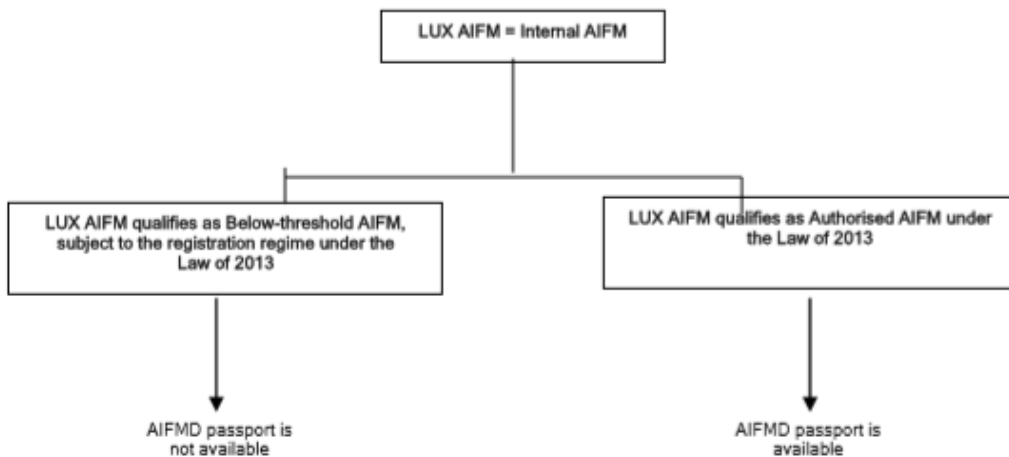 LUX AIFM = Internal AIFM
LUX AIFM qualifies as Below-threshold AIFM,
subject to the registration regime under the
Law of 2013
LUX AIFM qualifies as Authorised AIFM under
the Law of 2013
AIFMD passport is
not available
AIFMD passport is
available